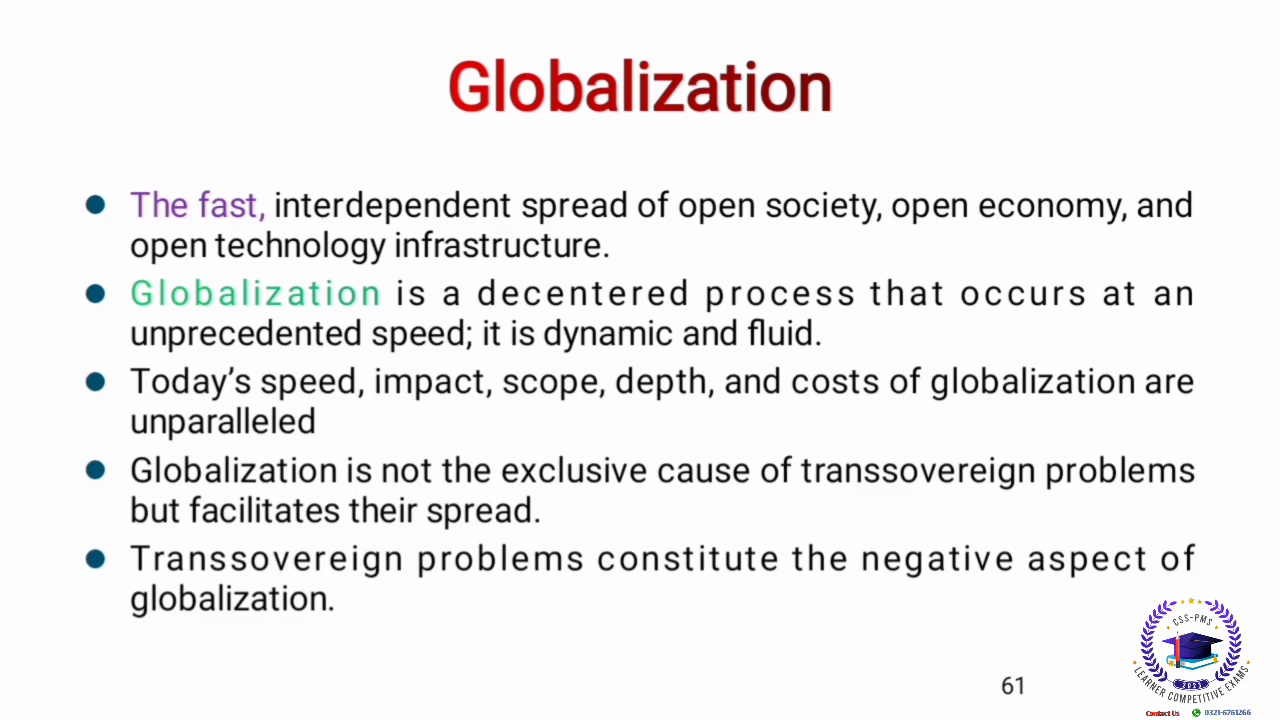 Globalization
The fast, interdependent spread of open society, open economy, and
open technology infrastructure.
Globalization is a decentered process that occurs at an
unprecedented speed; it is dynamic and fluid.
Today’s speed, impact, scope, depth, and costs of globalization are
unparalleled
Globalization is not the exclusive cause of transsovereign problems
but facilitates their spread.
Transsovereign problems constitute the negative aspect of
globalization.
61
CSS-PMS
2021
LEARNER COMPETITIVE EXAMS
Contact Us 0321-6761266